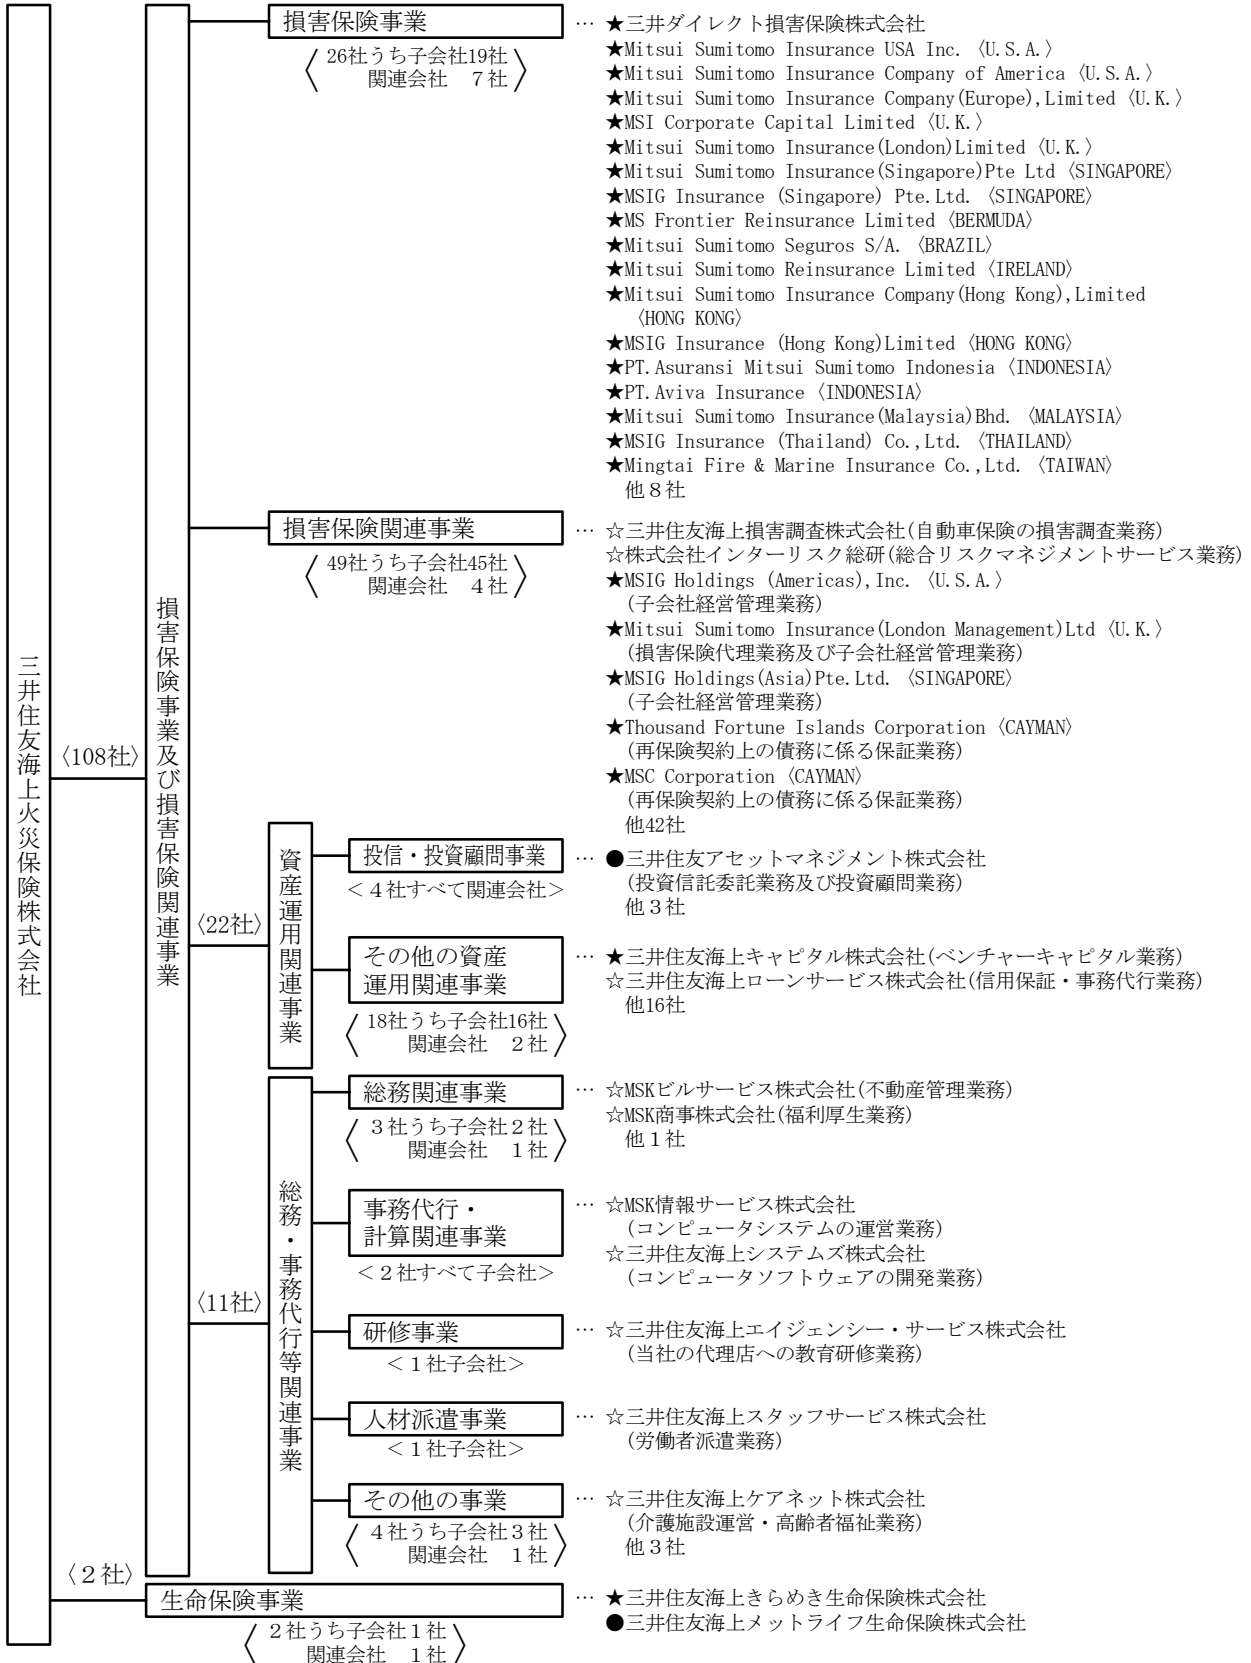 損害保険事業
26社うち子会社19社
関連会社　７社
… ★三井ダイレクト損害保険株式会社
★Mitsui Sumitomo Insurance USA Inc.〈U.S.A.〉
★Mitsui Sumitomo Insurance Company of America〈U.S.A.〉
★Mitsui Sumitomo Insurance Company(Europe),Limited〈U.K.〉
★MSI Corporate Capital Limited〈U.K.〉
★Mitsui Sumitomo Insurance(London)Limited〈U.K.〉
★Mitsui Sumitomo Insurance(Singapore)Pte Ltd〈SINGAPORE〉
★MSIG Insurance (Singapore) Pte.Ltd.〈SINGAPORE〉
★MS Frontier Reinsurance Limited〈BERMUDA〉
★Mitsui Sumitomo Seguros S/A.〈BRAZIL〉
★Mitsui Sumitomo Reinsurance Limited〈IRELAND〉
★Mitsui Sumitomo Insurance Company(Hong Kong),Limited
〈HONG KONG〉
★MSIG Insurance (Hong Kong)Limited〈HONG KONG〉
★PT.Asuransi Mitsui Sumitomo Indonesia〈INDONESIA〉
★PT.Aviva Insurance〈INDONESIA〉
★Mitsui Sumitomo Insurance(Malaysia)Bhd.〈MALAYSIA〉
★MSIG Insurance (Thailand) Co.,Ltd.〈THAILAND〉
★Mingtai Fire & Marine Insurance Co.,Ltd.〈TAIWAN〉
他８社
損害保険関連事業
49社うち子会社45社
関連会社　４社
… ☆三井住友海上損害調査株式会社(自動車保険の損害調査業務)
☆株式会社インターリスク総研(総合リスクマネジメントサービス業務)
★MSIG Holdings (Americas),Inc.〈U.S.A.〉
(子会社経営管理業務)
★Mitsui Sumitomo Insurance(London Management)Ltd〈U.K.〉
(損害保険代理業務及び子会社経営管理業務)
★MSIG Holdings(Asia)Pte.Ltd.〈SINGAPORE〉
(子会社経営管理業務)
★Thousand Fortune Islands Corporation〈CAYMAN〉
(再保険契約上の債務に係る保証業務)
★MSC Corporation〈CAYMAN〉
(再保険契約上の債務に係る保証業務)
他42社
三井住友海上火災保険株式会社
〈108社〉
損害保険事業及び損害保険関連事業
〈22社〉
資産運用関連事業
投信・投資顧問事業
＜４社すべて関連会社＞
… ●三井住友アセットマネジメント株式会社
(投資信託委託業務及び投資顧問業務)
他３社
その他の資産
運用関連事業
18社うち子会社16社
関連会社　２社
… ★三井住友海上キャピタル株式会社(ベンチャーキャピタル業務)
☆三井住友海上ローンサービス株式会社(信用保証・事務代行業務)
他16社
〈11社〉
総務・事務代行等関連事業
総務関連事業
３社うち子会社２社
関連会社　１社
… ☆MSKビルサービス株式会社(不動産管理業務)
☆MSK商事株式会社(福利厚生業務)
他１社
事務代行・
計算関連事業
＜２社すべて子会社＞
… ☆MSK情報サービス株式会社
(コンピュータシステムの運営業務)
☆三井住友海上システムズ株式会社
(コンピュータソフトウェアの開発業務)
研修事業
＜１社子会社＞
… ☆三井住友海上エイジェンシー・サービス株式会社
(当社の代理店への教育研修業務)
人材派遣事業
＜１社子会社＞
… ☆三井住友海上スタッフサービス株式会社
(労働者派遣業務)
その他の事業
４社うち子会社３社
関連会社　１社
… ☆三井住友海上ケアネット株式会社
(介護施設運営・高齢者福祉業務)
他３社
〈２社〉
生命保険事業
２社うち子会社１社
関連会社　１社
… ★三井住友海上きらめき生命保険株式会社
●三井住友海上メットライフ生命保険株式会社